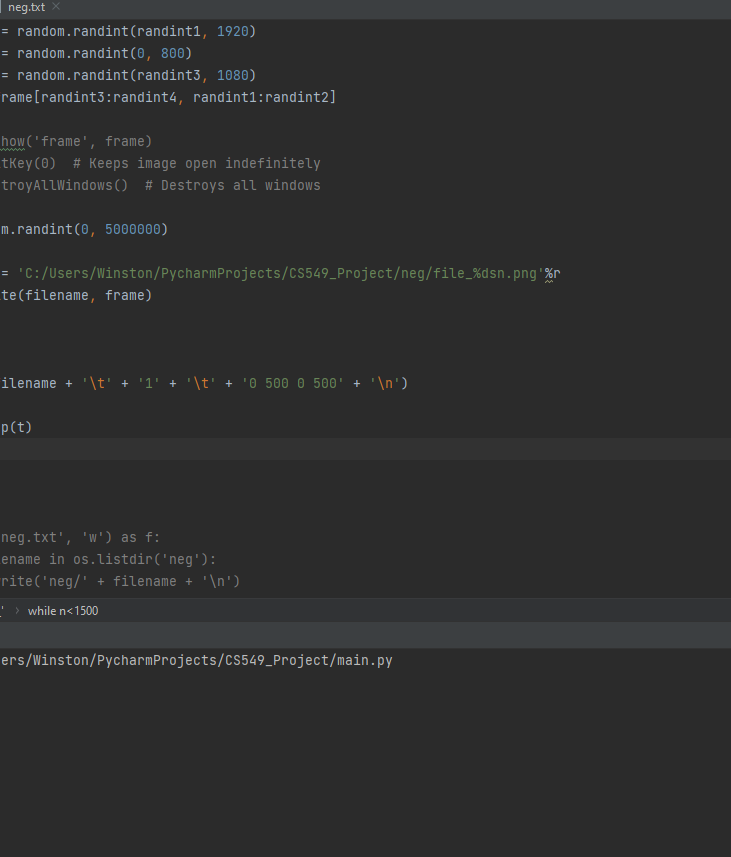 neg.txt
= random.randint(randint1, 1920)
= random.randint(0, 800)
= random.randint(randint3, 1080)
rame[randint3:randint4, randint1:randint2]
how('frame', frame)
tKey(0)  # Keeps image open indefinitely
troyAllWindows()  # Destroys all windows
m.randint(0, 5000000)
= 'C:/Users/Winston/PycharmProjects/CS549_Project/neg/file_%dsn.png'%r
te(filename, frame)
ilename + '\t' + '1' + '\t' + '0 500 0 500' + '\n')
p(t)
neg.txt', 'w') as f:
ename in os.listdir('neg'):
rite('neg/' + filename + '\n')
' › while n<1500
ers/Winston/PycharmProjects/CS549_Project/main.py